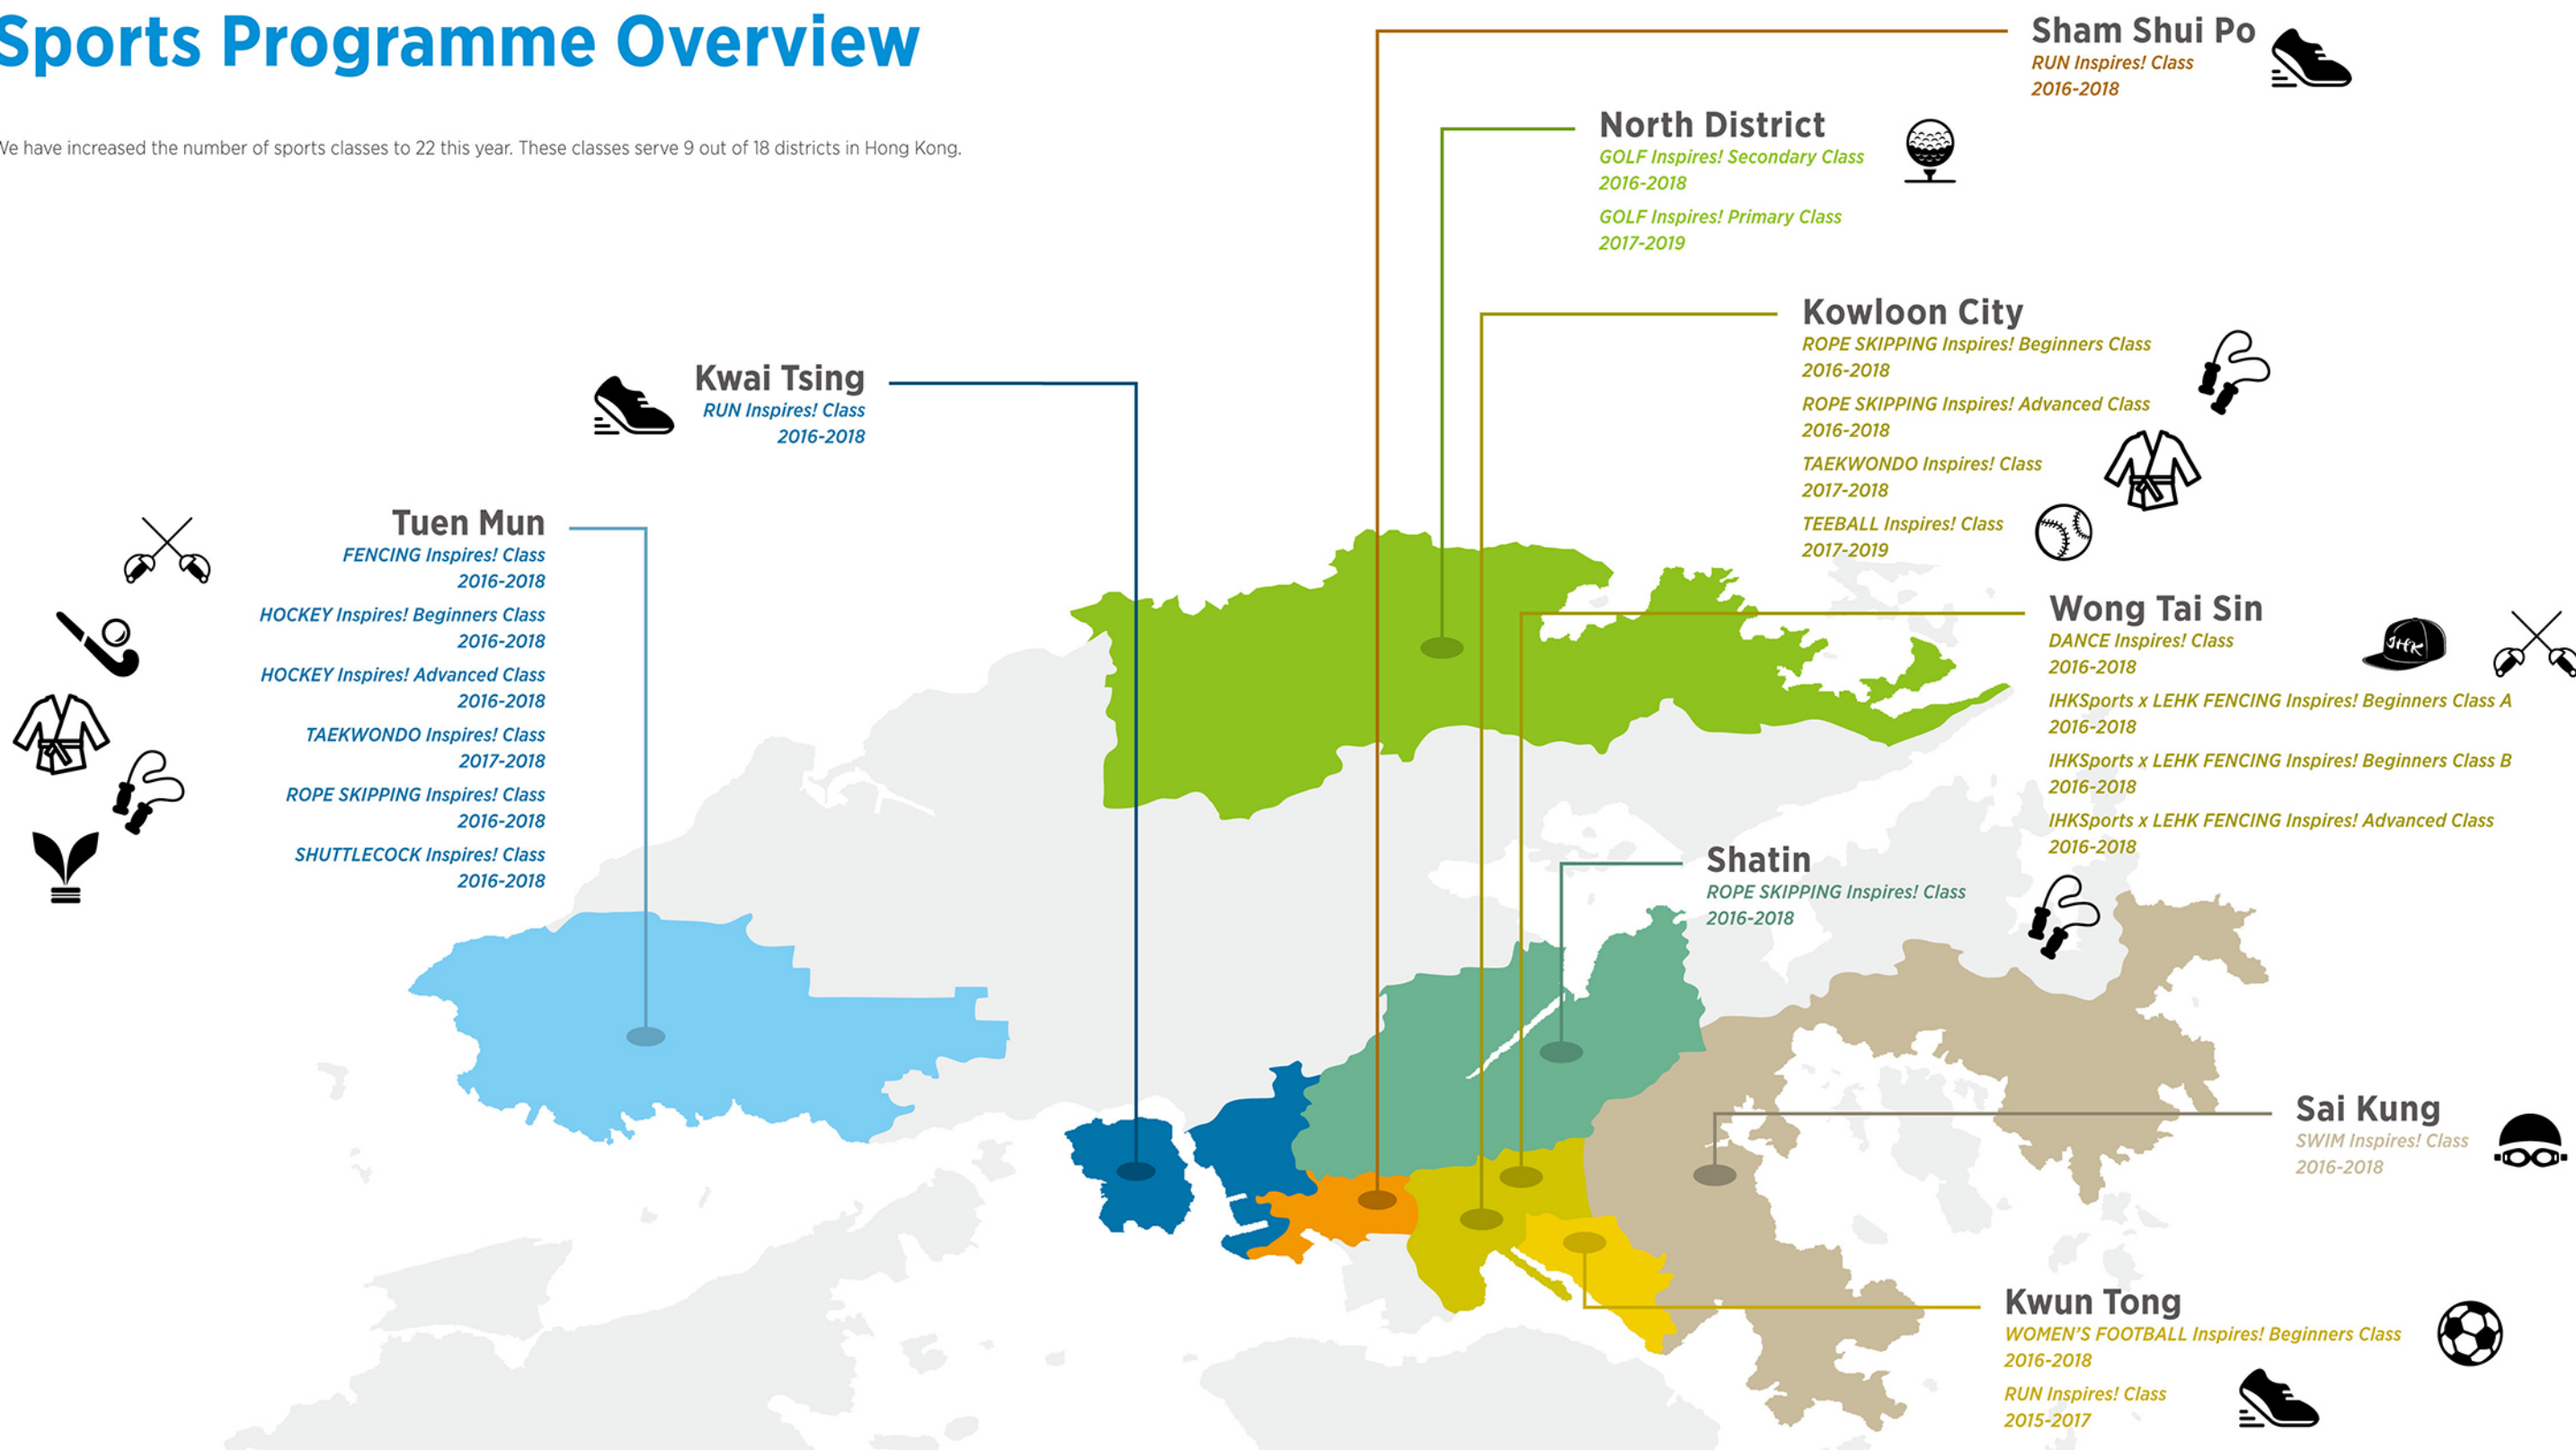 Sports Programme Overview
We have increased the number of sports classes to 22 this year. These classes serve 9 out of 18 districts in Hong Kong.
Sham Shui Po
RUN Inspires! Class
2016-2018
North District
GOLF Inspires! Secondary Class
2016-2018
GOLF Inspires! Primary Class
2017-2019
Kowloon City
ROPE SKIPPING Inspires! Beginners Class
2016-2018
ROPE SKIPPING Inspires! Advanced Class
2016-2018
TAEKWONDO Inspires! Class
2017-2018
TEEBALL Inspires! Class
2017-2019
Kwai Tsing
RUN Inspires! Class
2016-2018
Tuen Mun
FENCING Inspires! Class
2016-2018
HOCKEY Inspires! Beginners Class
2016-2018
HOCKEY Inspires! Advanced Class
2016-2018
TAEKWONDO Inspires! Class
2017-2018
ROPE SKIPPING Inspires! Class
2016-2018
SHUTTLECOCK Inspires! Class
2016-2018
Wong Tai Sin
DANCE Inspires! Class
2016-2018
IHKSports x LEHK FENCING Inspires! Beginners Class A
2016-2018
IHKSports x LEHK FENCING Inspires! Beginners Class B
2016-2018
IHKSports x LEHK FENCING Inspires! Advanced Class
2016-2018
IHK
Shatin
ROPE SKIPPING Inspires! Class
2016-2018
Sai Kung
SWIM Inspires! Class
2016-2018
Kwun Tong
WOMEN'S FOOTBALL Inspires! Beginners Class
2016-2018
RUN Inspires! Class
2015-2017